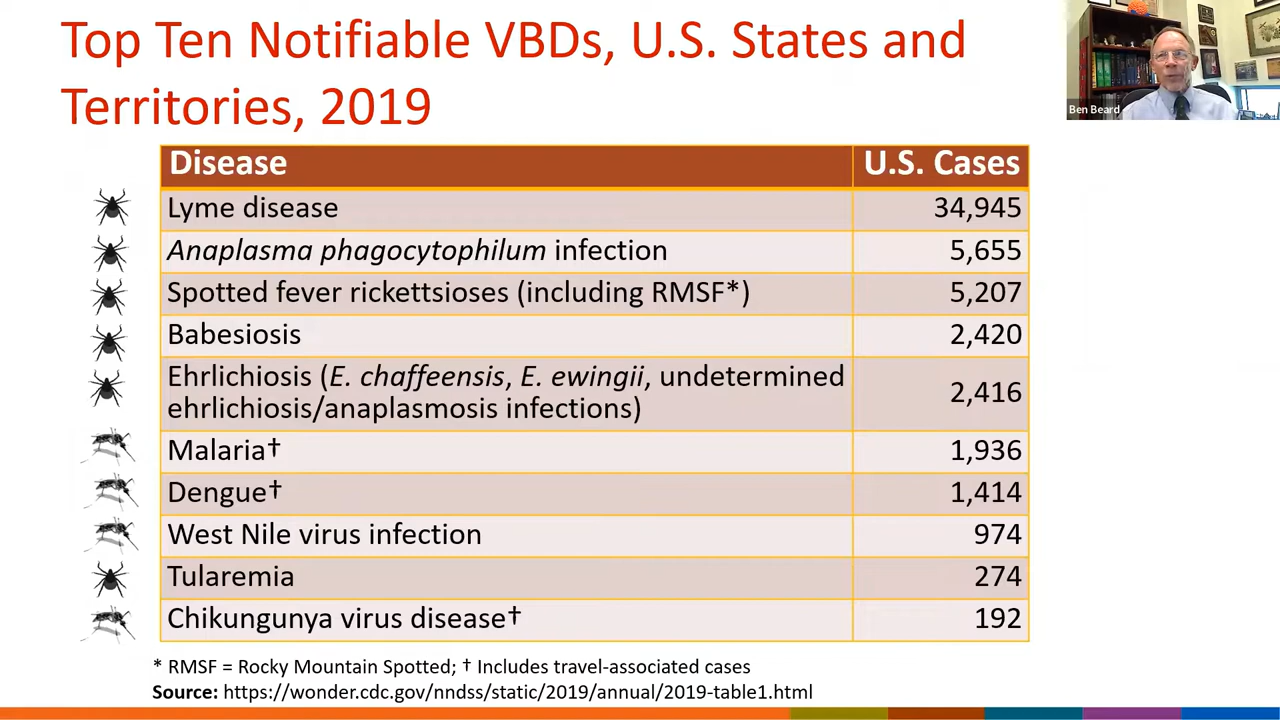 Top Ten Notifiable VBDs, U.S. States and
Territories, 2019
Ben Beard
Disease U.S. Cases
Lyme disease 34,945
Anaplasma phagocytophilum infection 5,655
Spotted fever rickettsioses (including RMSF*) 5,207
Babesiosis 2,420
Ehrlichiosis (E. chaffeensis, E. ewingii, undetermined
ehrlichiosis/anaplasmosis infections) 2,416
Malaria† 1,936
Dengue† 1,414
West Nile virus infection 974
Tularemia 274
Chikungunya virus disease† 192
* RMSF = Rocky Mountain Spotted; † Includes travel-associated cases
Source: https://wonder.cdc.gov/nndss/static/2019/annual/2019-table1.html